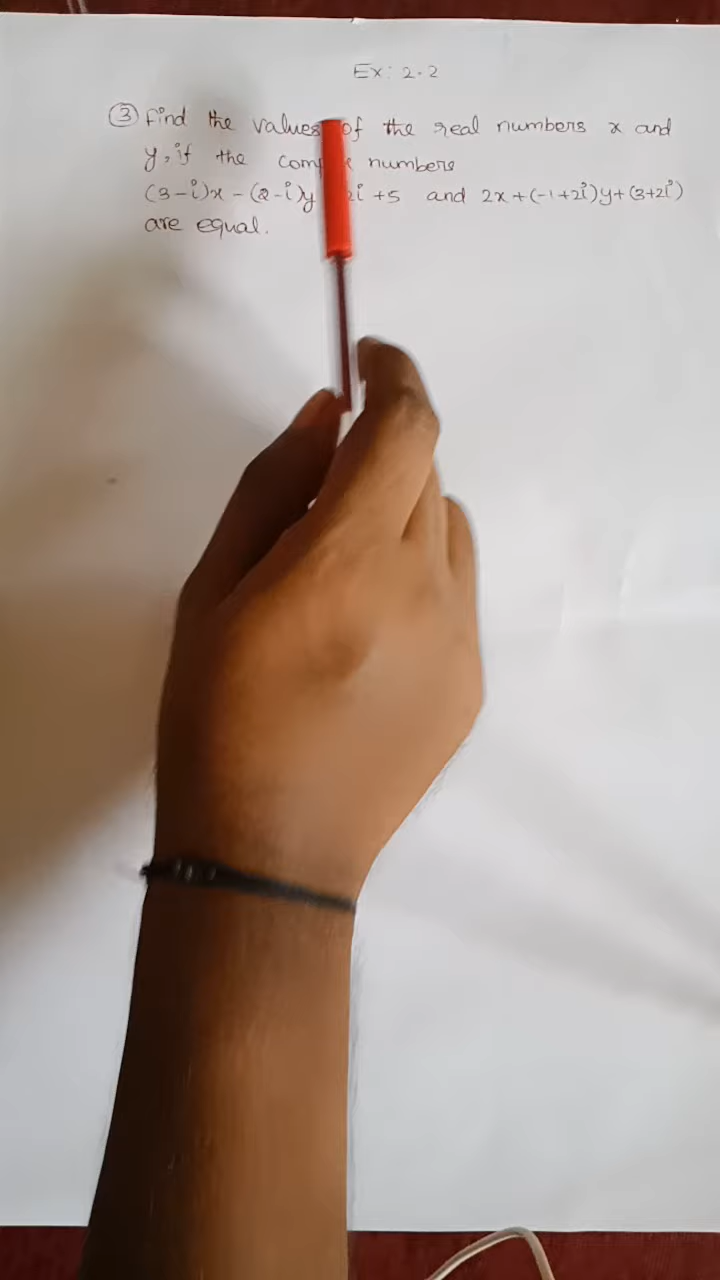 Ex: 2.2
③ Find the values of the real numbers x and
y, if the numbers
(3-i)x - (2-i)y 2i +5 and 2x+(-1+2i)y+(3+2i)
are equal.